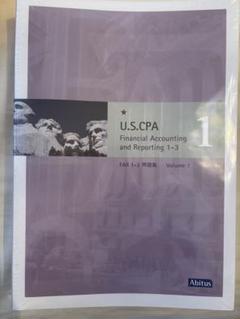 ★
U.S.CPA
1
Financial Accounting
and Reporting 1-3
FAR 1-3 問題集 Volume 1
Abitus